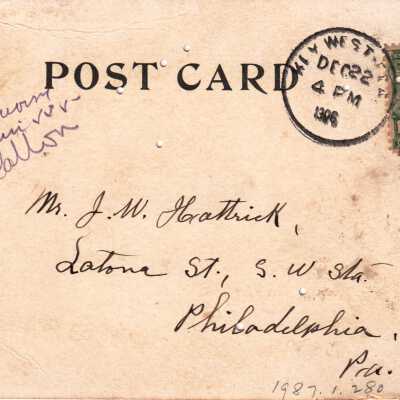 POST CARD
KEY WEST, FLA
DEC 22
4 PM
1906
Mr. J. W. Hattrick,
Latona St., S. W Sta.
Philadelphia,
Pa.
1987.1.280